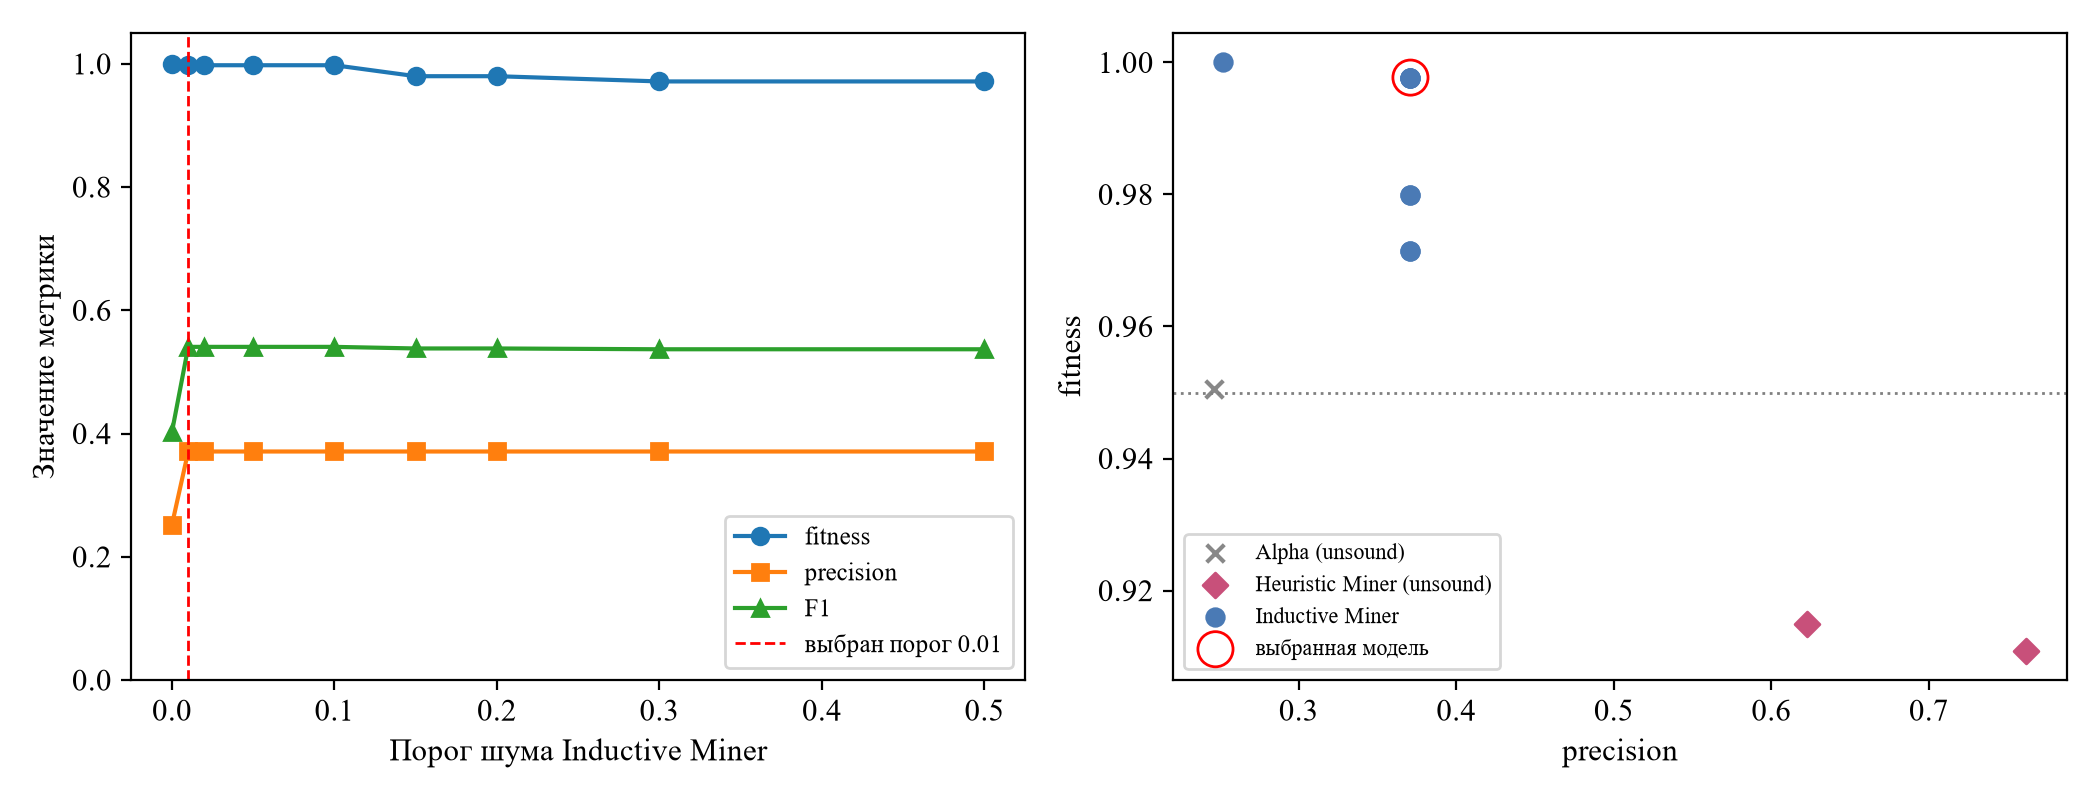 Значение метрики
1.0
0.8
0.6
0.4
0.2
0.0
fitness
precision
F1
выбран порог 0.01
0.0 0.1 0.2 0.3 0.4 0.5
Порог шума Inductive Miner
fitness
1.00
0.98
0.96
0.94
0.92
Alpha (unsound)
Heuristic Miner (unsound)
Inductive Miner
выбранная модель
0.3 0.4 0.5 0.6 0.7
precision